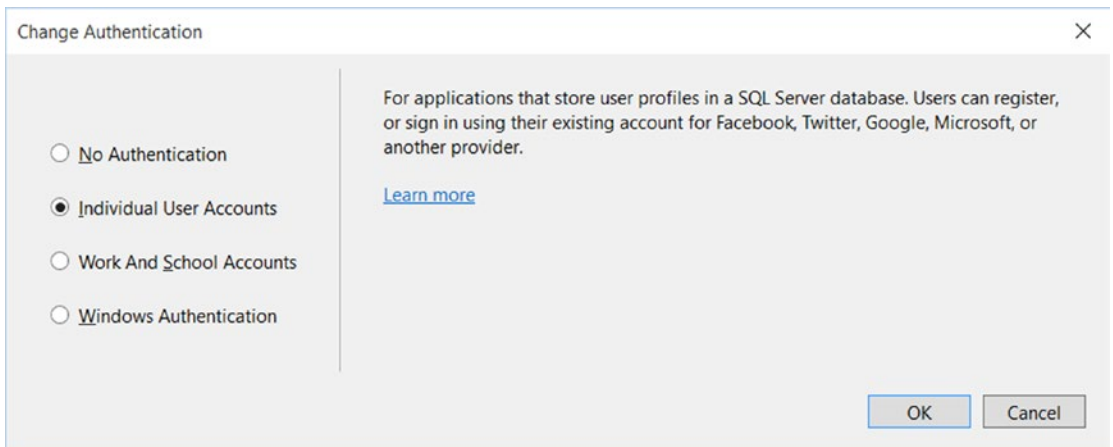 Change Authentication
For applications that store user profiles in a SQL Server database. Users can register,
or sign in using their existing account for Facebook, Twitter, Google, Microsoft, or
another provider.
Learn more
No Authentication
Individual User Accounts
Work And School Accounts
Windows Authentication
OK
Cancel